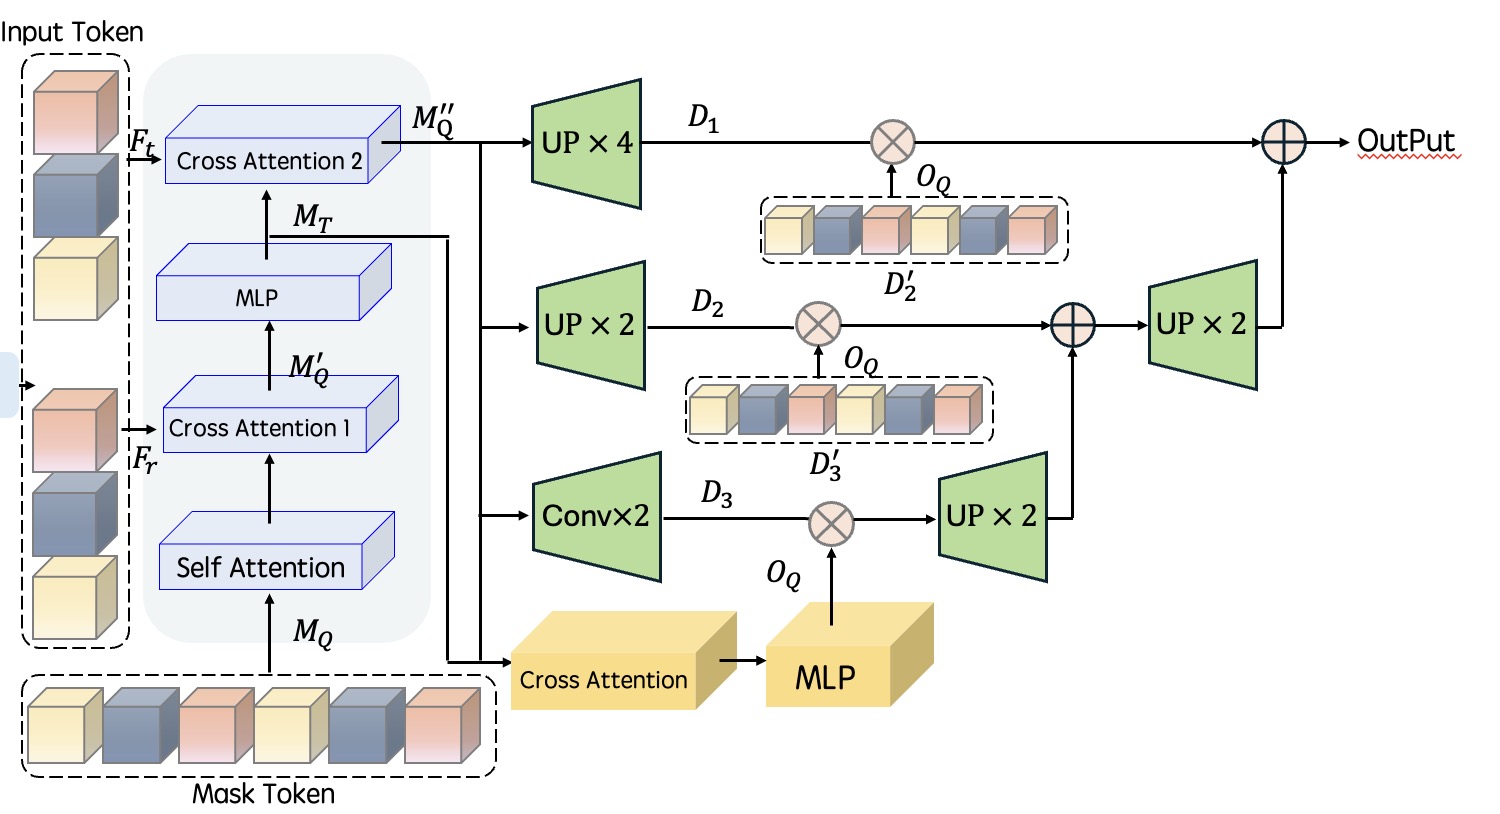 Input Token
F_t
Cross Attention 2
M''_Q
UP × 4
D_1
O_Q
D'_2
OutPut
M_T
MLP
UP × 2
D_2
O_Q
D'_3
UP × 2
M'_Q
Cross Attention 1
F_r
Conv×2
D_3
UP × 2
Self Attention
O_Q
M_Q
Cross Attention
MLP
Mask Token